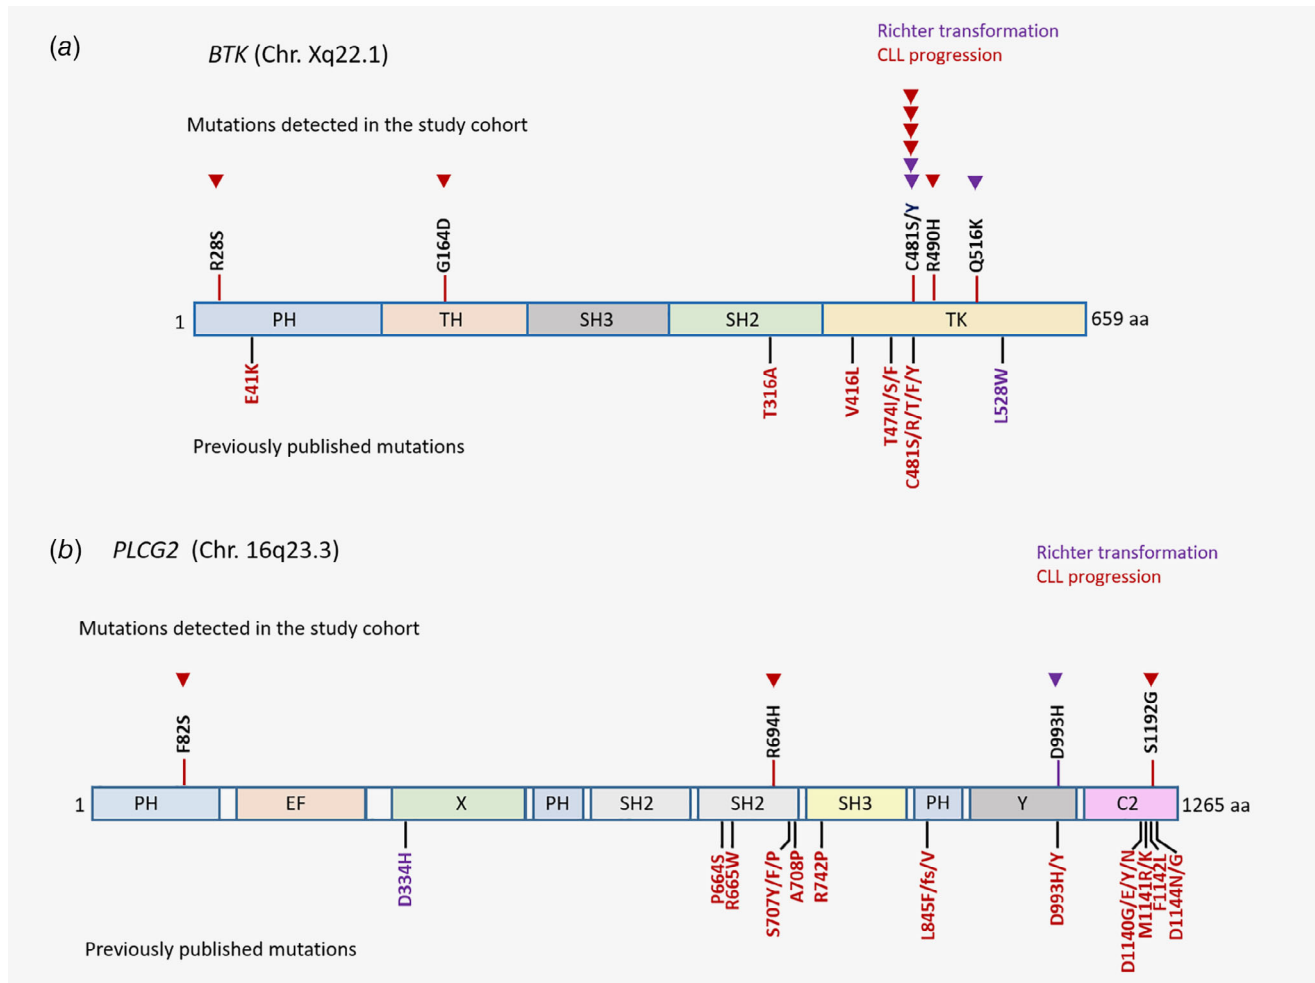 (a)
BTK (Chr. Xq22.1)
Richter transformation
CLL progression
Mutations detected in the study cohort
R28S
G164D
C481S/Y
R490H
Q516K
1
PH
TH
SH3
SH2
TK
659 aa
E41K
T316A
V416L
T474I/S/F
C481S/R/T/F/Y
L528W
Previously published mutations
(b)
PLCG2 (Chr. 16q23.3)
Richter transformation
CLL progression
Mutations detected in the study cohort
F82S
R694H
D993H
S1192G
1
PH
EF
X
PH
SH2
SH2
SH3
PH
Y
C2
1265 aa
D334H
P664S
R665W
S707Y/F/P
A708P
R742P
L845F/fs/V
D993H/Y
D1140G/E/Y/N
M1141R/K
F1142L
D1144N/G
Previously published mutations